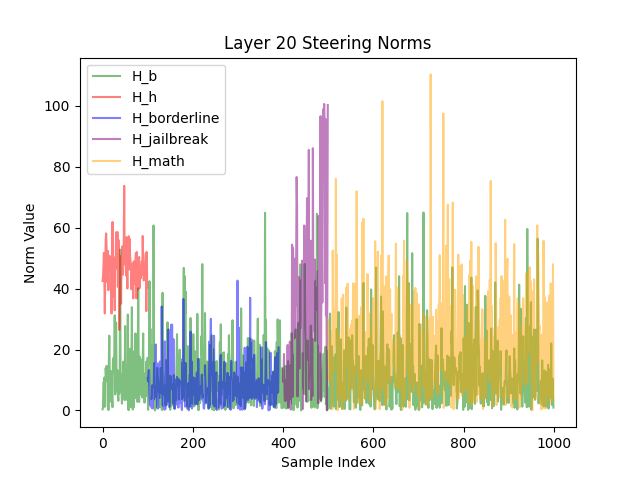 Layer 20 Steering Norms
H_b
H_h
H_borderline
H_jailbreak
H_math
Norm Value
100
80
60
40
20
0
0 200 400 600 800 1000
Sample Index